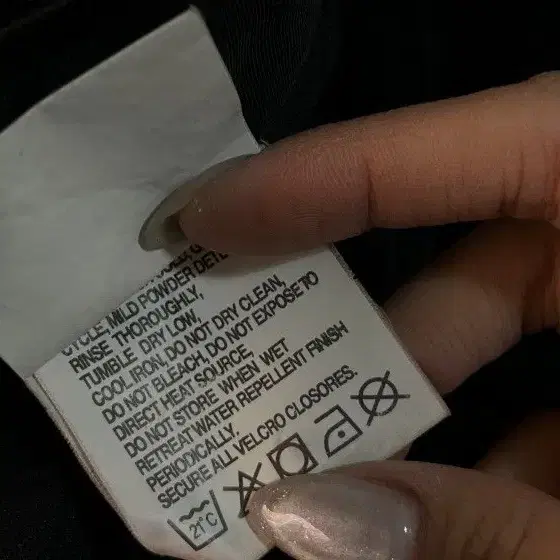 CYCLE, MILD POWDER DETE
RINSE THOROUGHLY,
TUMBLE DRY LOW,
COOL IRON, DO NOT DRY CLEAN,
DO NOT BLEACH, DO NOT EXPOSE TO
DIRECT HEAT SOURCE,
DO NOT STORE WHEN WET
RETREAT WATER REPELLENT FINISH
PERIODICALLY.
SECURE ALL VELCRO CLOSURES.
21°C